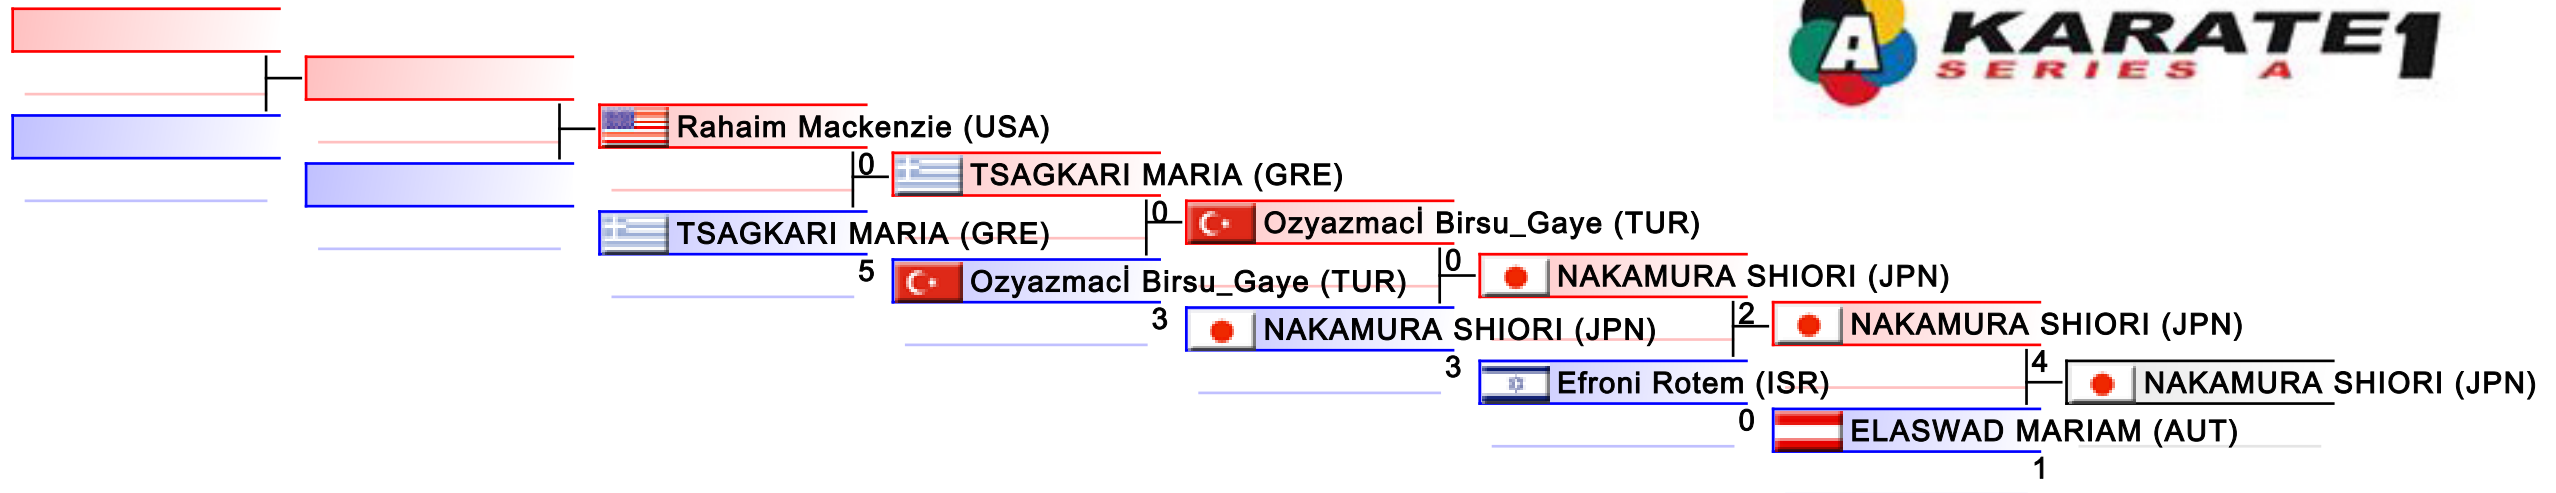 A KARATE 1
SERIES A
Rahaim Mackenzie (USA)
0
TSAGKARI MARIA (GRE)
TSAGKARI MARIA (GRE)
5
0
Ozyazmacİ Birsu_Gaye (TUR)
Ozyazmacİ Birsu_Gaye (TUR)
3
0
NAKAMURA SHIORI (JPN)
NAKAMURA SHIORI (JPN)
3
2
NAKAMURA SHIORI (JPN)
Efroni Rotem (ISR)
0
4
NAKAMURA SHIORI (JPN)
ELASWAD MARIAM (AUT)
1